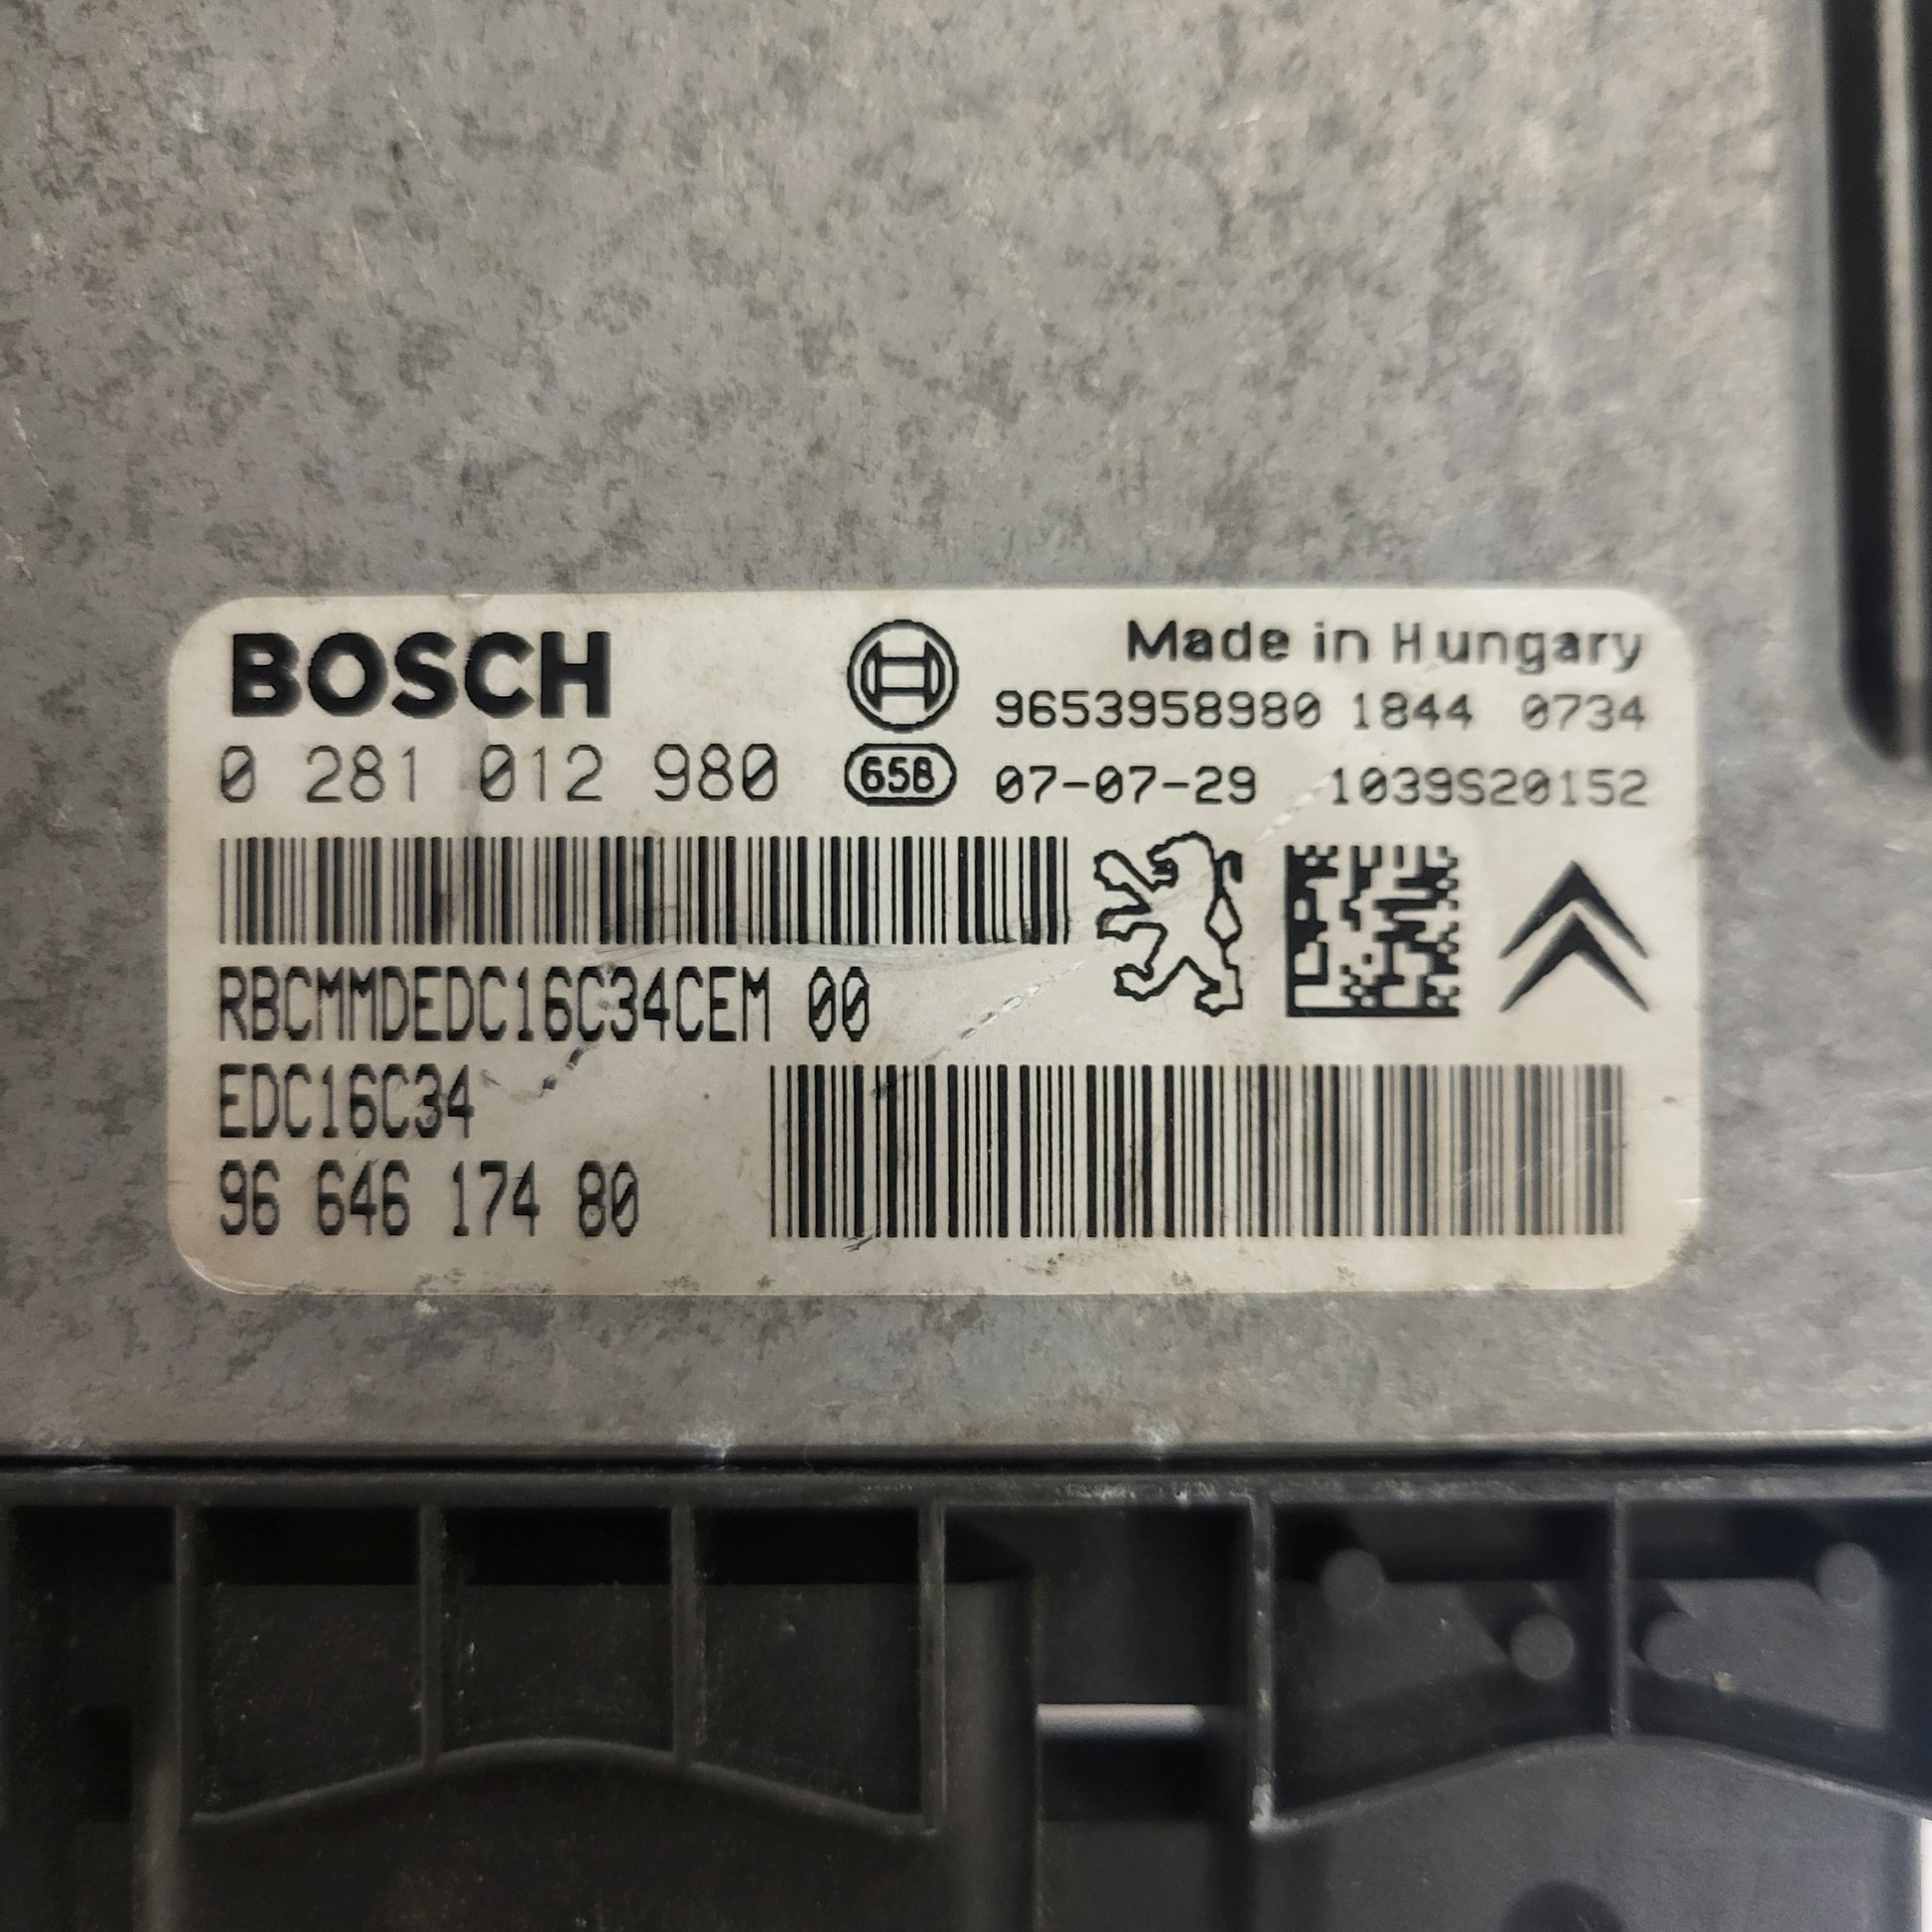 BOSCH
Made in Hungary
9653958980 1844 0734
0 281 012 980
658
07-07-29 1039S20152
RBCMMDEDC16C34CEM 00
EDC16C34
96 646 174 80